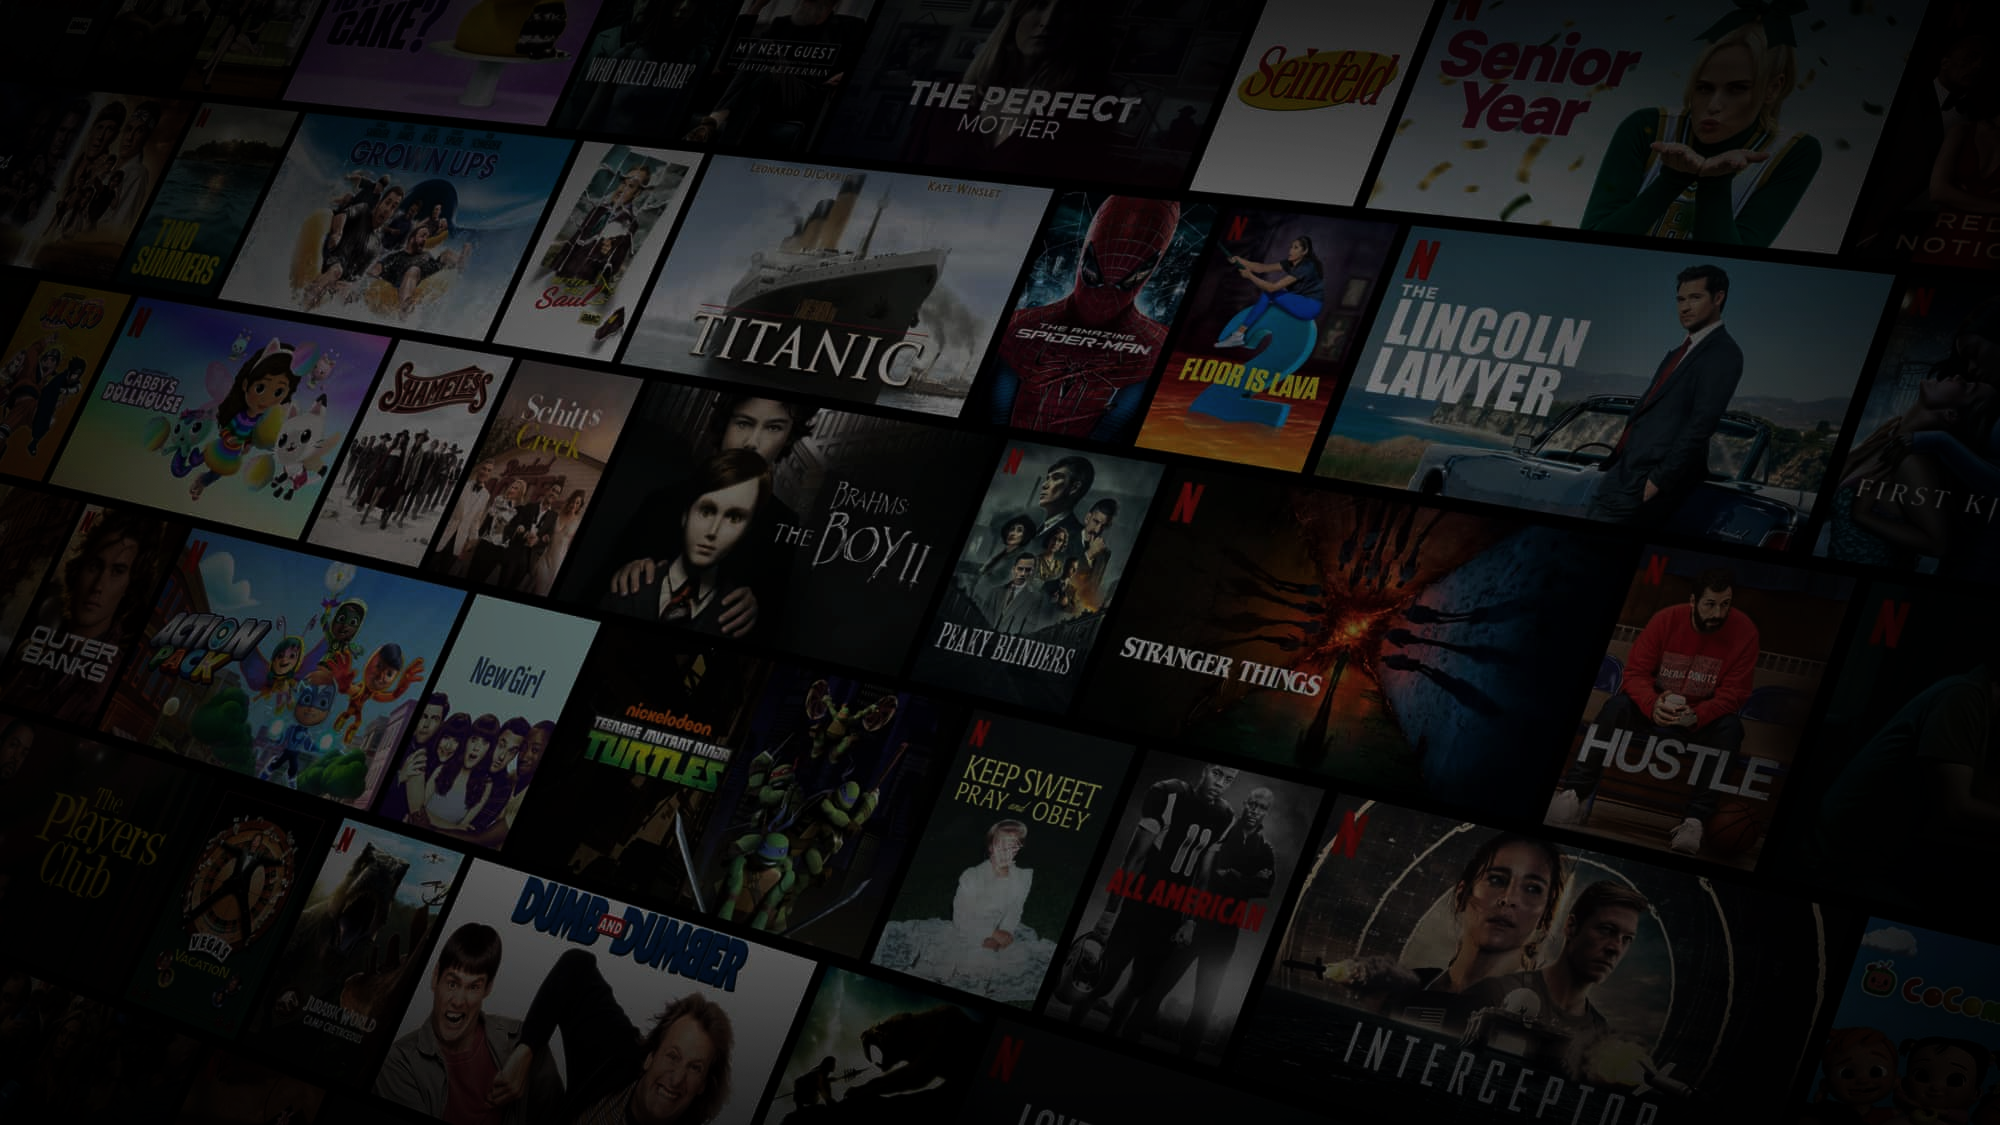 CAKE?
WHO KILLED SARA?
MY NEXT GUEST
DAVID LETTERMAN
THE PERFECT
MOTHER
Seinfeld
Senior
Year
RED
TWO
SUMMERS
GROWN UPS
Saul
AMC
LEONARDO DICAPRIO
KATE WINSLET
TITANIC
THE AMAZING
SPIDER-MAN
N
2
FLOOR IS LAVA
N
THE
LINCOLN
LAWYER
NARUTO
N
GABBY'S
DOLLHOUSE
SHAMELESS
Schitt's
Creek
BRAHMS:
THE BOY II
N
PEAKY BLINDERS
N
STRANGER THINGS
FIRST
N
OUTER
BANKS
N
ACTION
PACK
New Girl
nickelodeon
TEENAGE MUTANT NINJA
TURTLES
N
KEEP SWEET
PRAY and OBEY
11
ALL AMERICAN
N
HUSTLE
N
The
Players
Club
VEGAS
VACATION
N
JURASSIC WORLD
CAMP CRETACEOUS
DUMB AND DUMBER
N
N
INTERCEPTOR